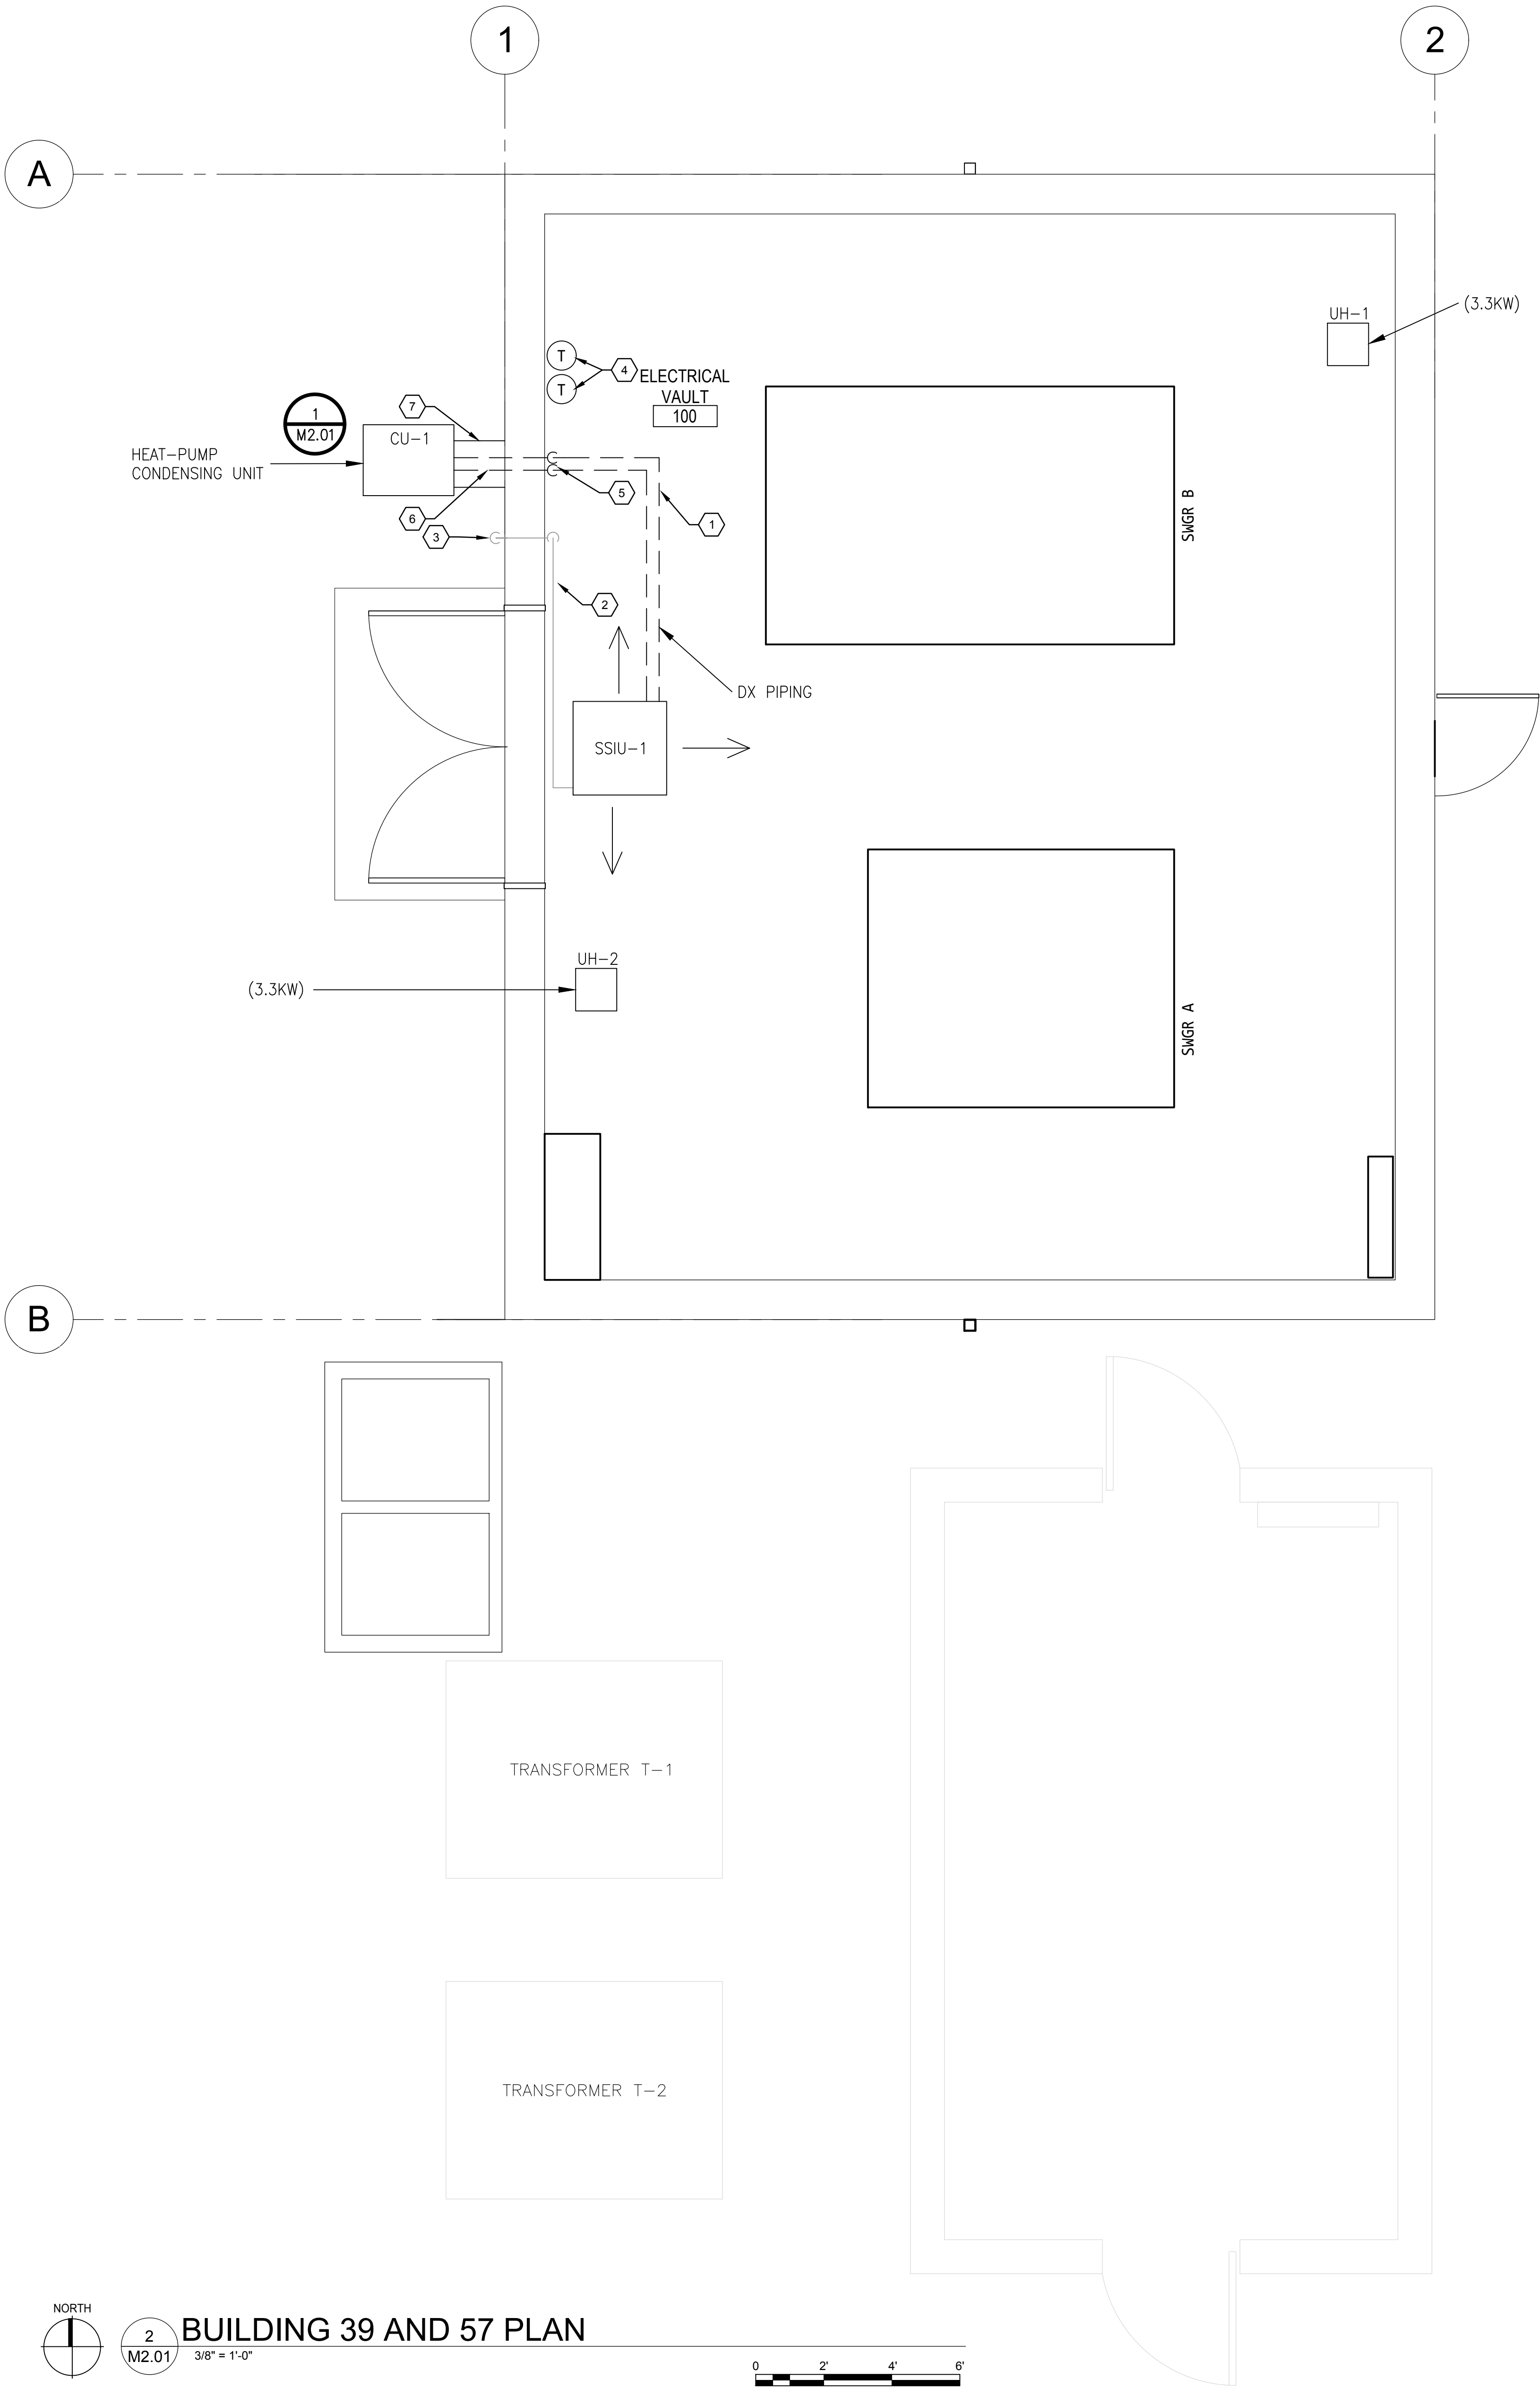 1
2
A
(3.3KW)
UH-1
T
T
4
ELECTRICAL
VAULT
100
7
1
M2.01
CU-1
HEAT-PUMP
CONDENSING UNIT
5
6
3
1
SWGR B
2
DX PIPING
SSIU-1
UH-2
(3.3KW)
SWGR A
B
TRANSFORMER T-1
TRANSFORMER T-2
NORTH
2
M2.01
BUILDING 39 AND 57 PLAN
3/8" = 1'-0"
0 2' 4' 6'